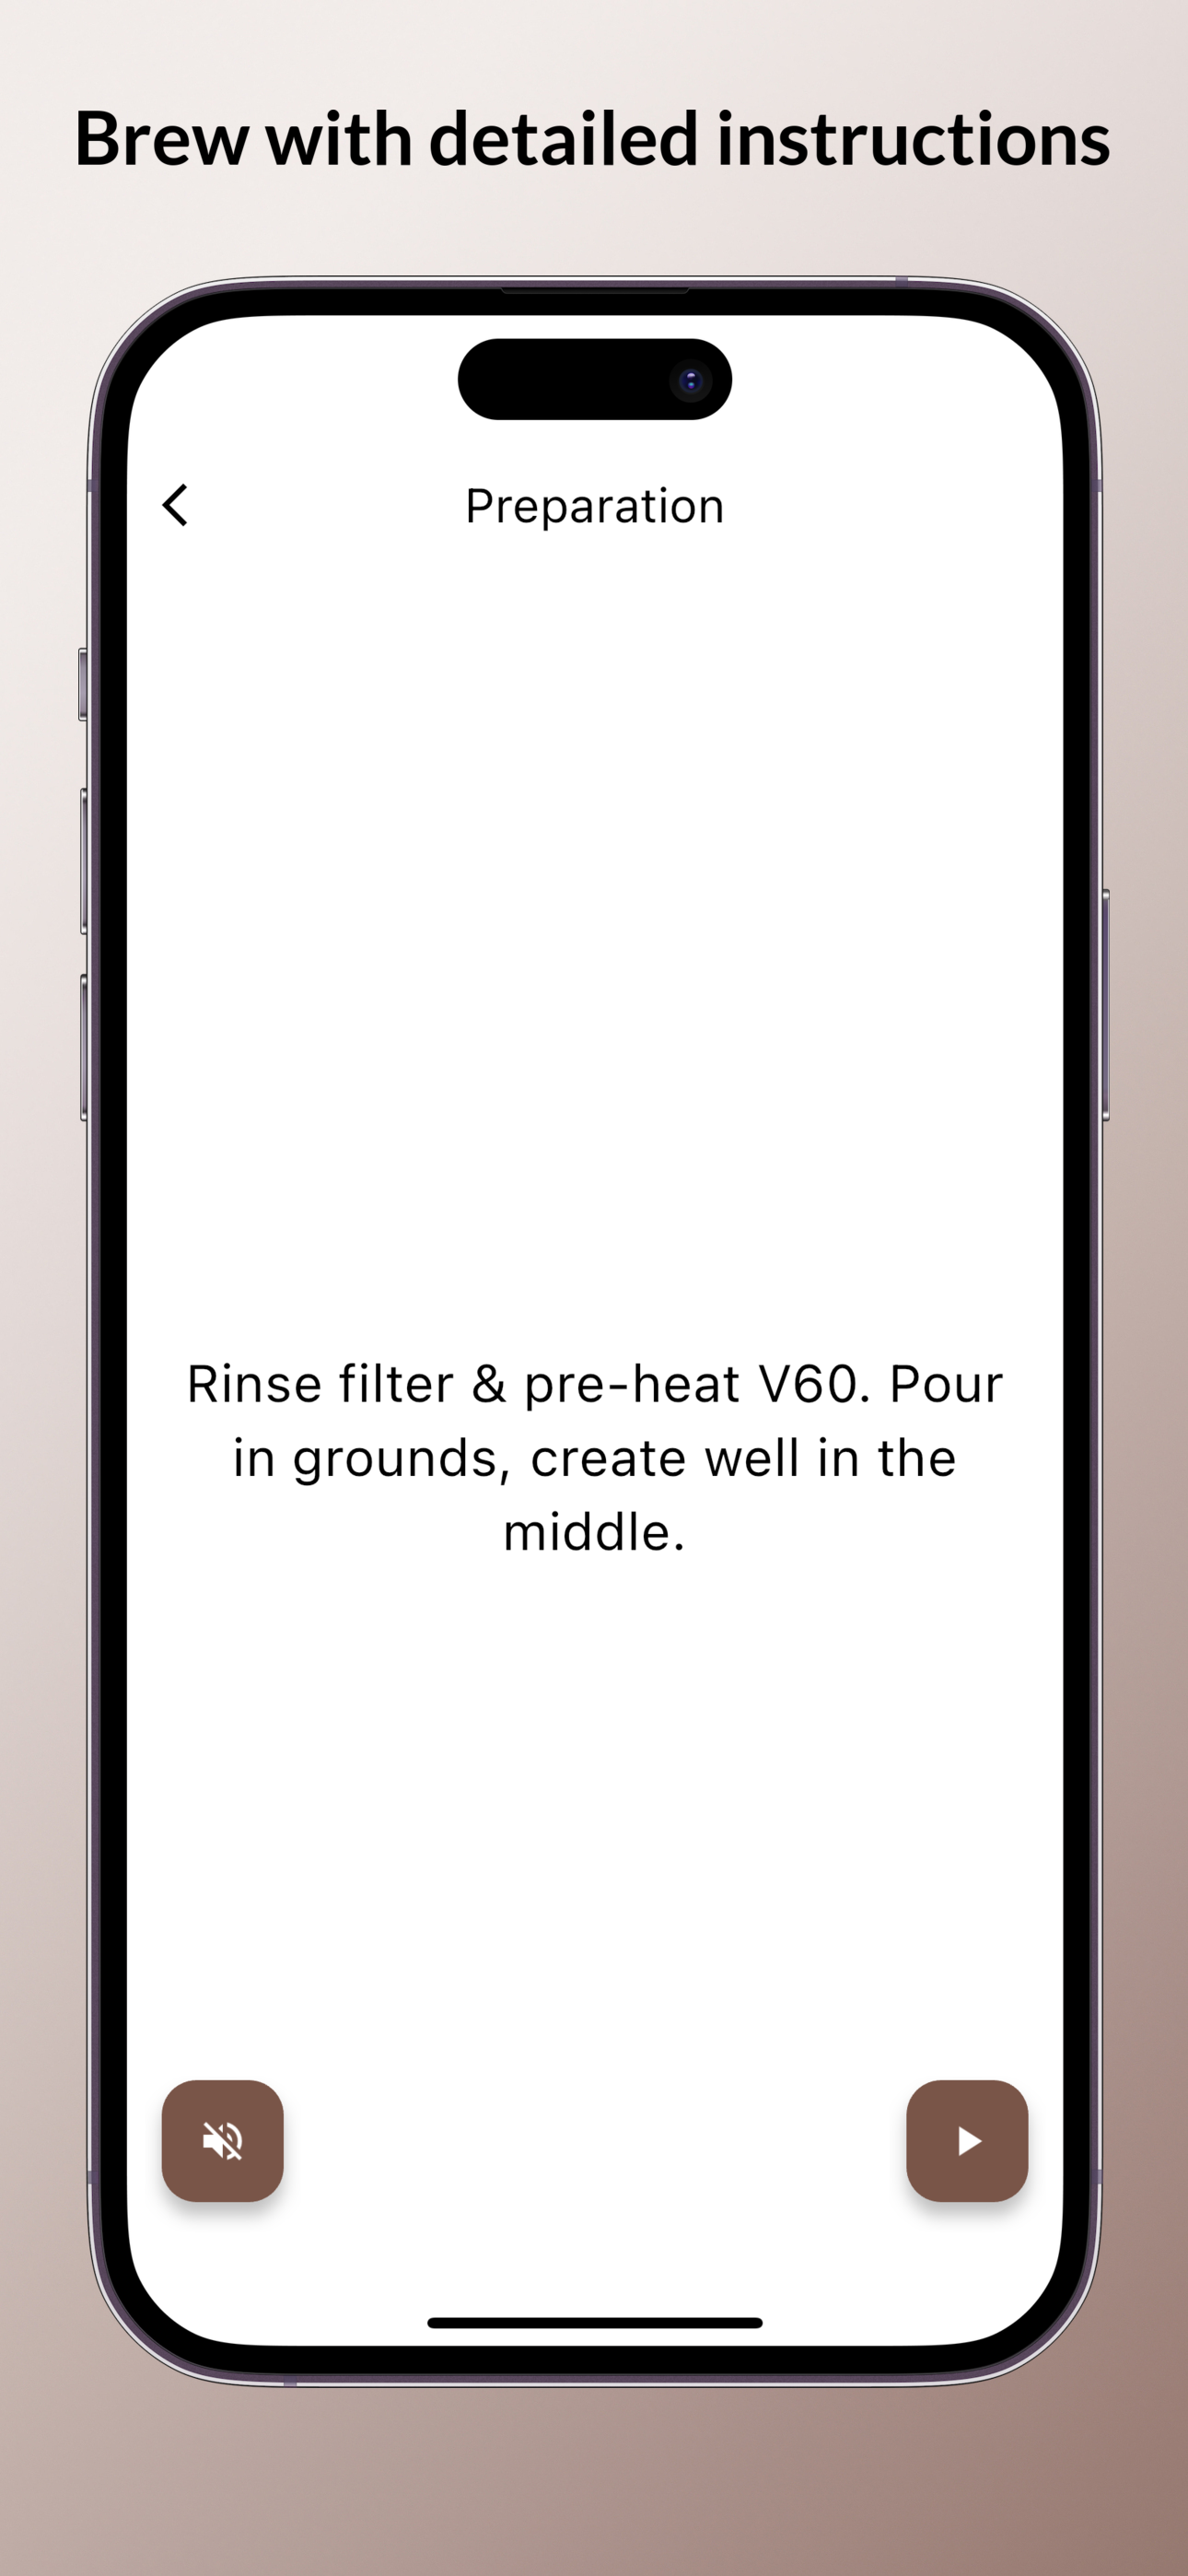 Brew with detailed instructions
Preparation
Rinse filter & pre-heat V60. Pour
in grounds, create well in the
middle.